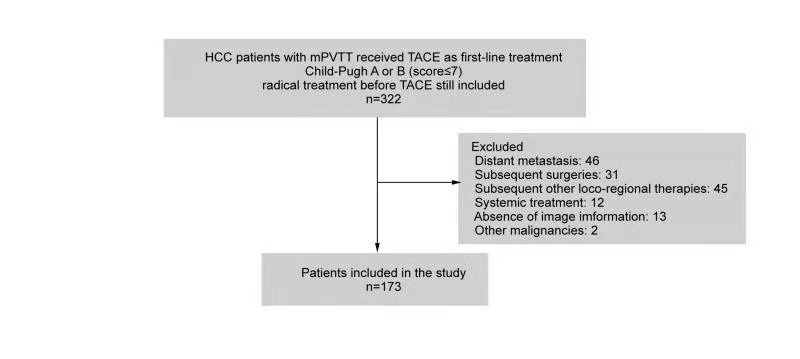 HCC patients with mPVTT received TACE as first-line treatment
Child-Pugh A or B (score≤7)
radical treatment before TACE still included
n=322
Excluded
Distant metastasis: 46
Subsequent surgeries: 31
Subsequent other loco-regional therapies: 45
Systemic treatment: 12
Absence of image imformation: 13
Other malignancies: 2
Patients included in the study
n=173